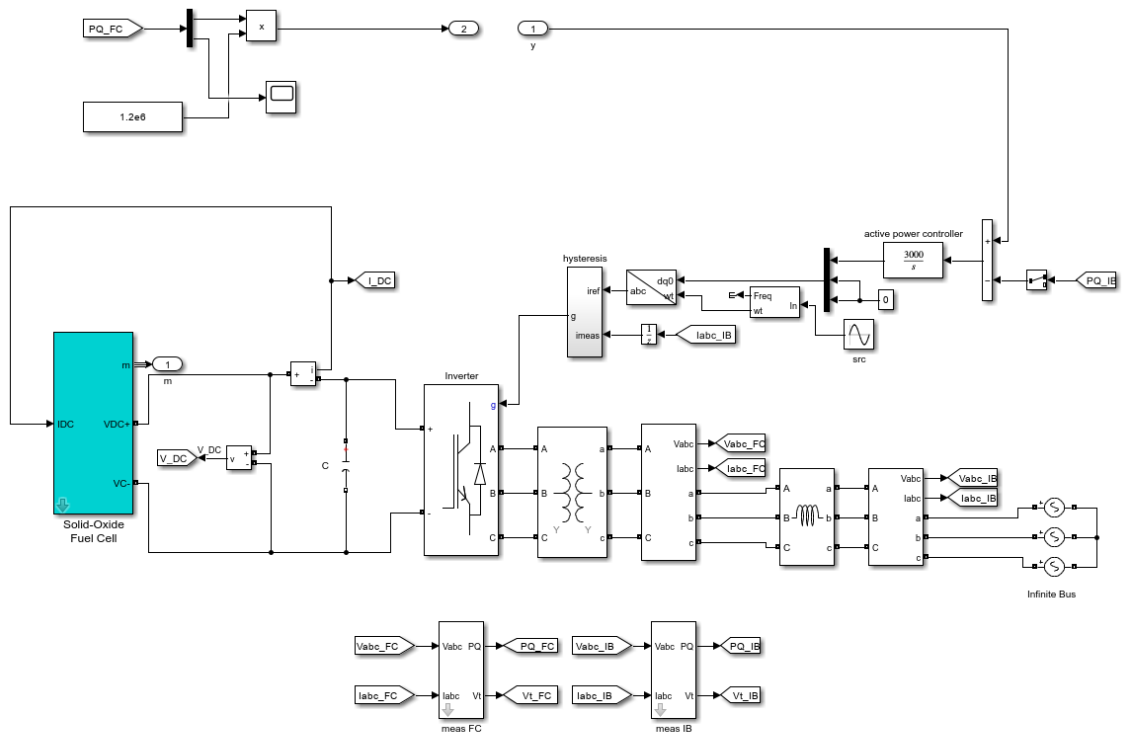 PQ_FC
x
2
1
y
1.2e6
active power controller
3000
s
+
−
PQ_IB
hysteresis
I_DC
iref
g
imeas
abc
dq0
wt
Freq
wt
In
0
1
z
Iabc_IB
src
m
1
m
+
i
-
Inverter
g
IDC
VDC+
VC-
V_DC
V_DC
v
+
-
C
+
-
A
B
C
A
B
C
a
b
c
Y
Y
A
B
C
Vabc
Iabc
a
b
c
Vabc_FC
Iabc_FC
A
B
C
a
b
c
A
B
C
Vabc
Iabc
a
b
c
Vabc_IB
Iabc_IB
+
+
+
Solid-Oxide
Fuel Cell
Infinite Bus
Vabc_FC
Vabc
PQ
PQ_FC
Vabc_IB
Vabc
PQ
PQ_IB
Iabc_FC
Iabc
Vt
Vt_FC
Iabc_IB
Iabc
Vt
Vt_IB
meas FC
meas IB